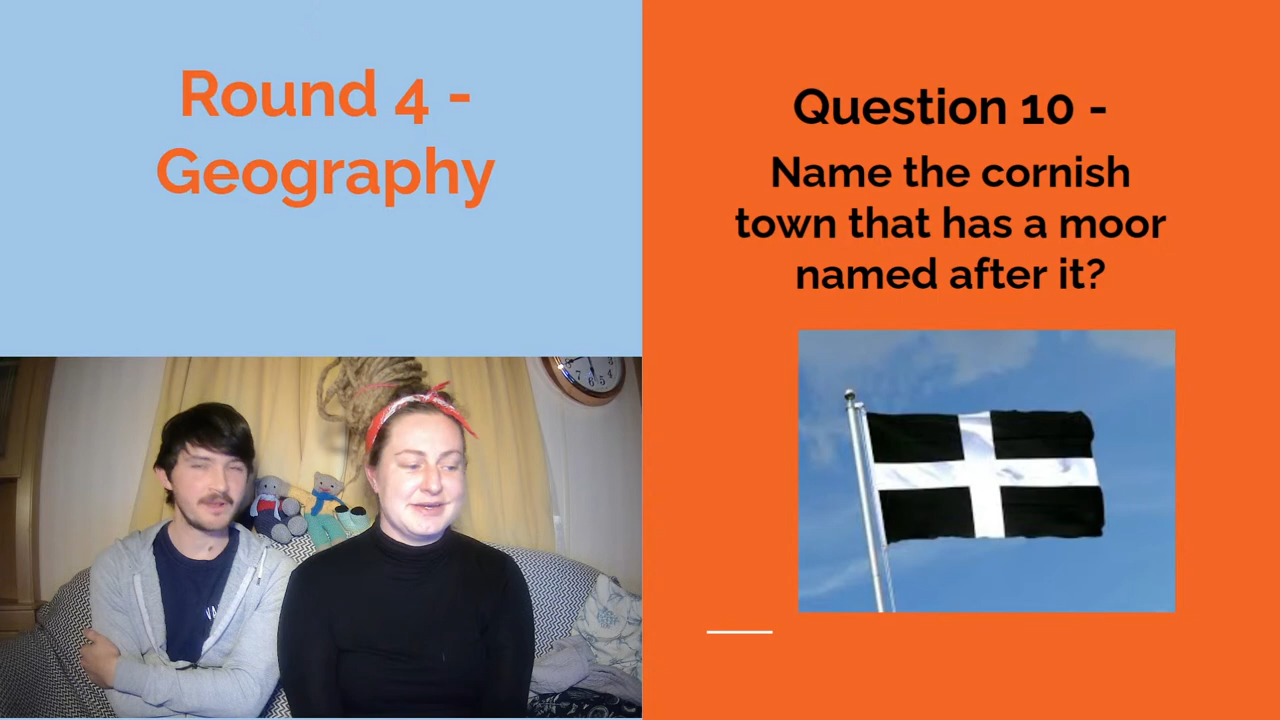 Round 4 -
Geography
Question 10 -
Name the cornish
town that has a moor
named after it?